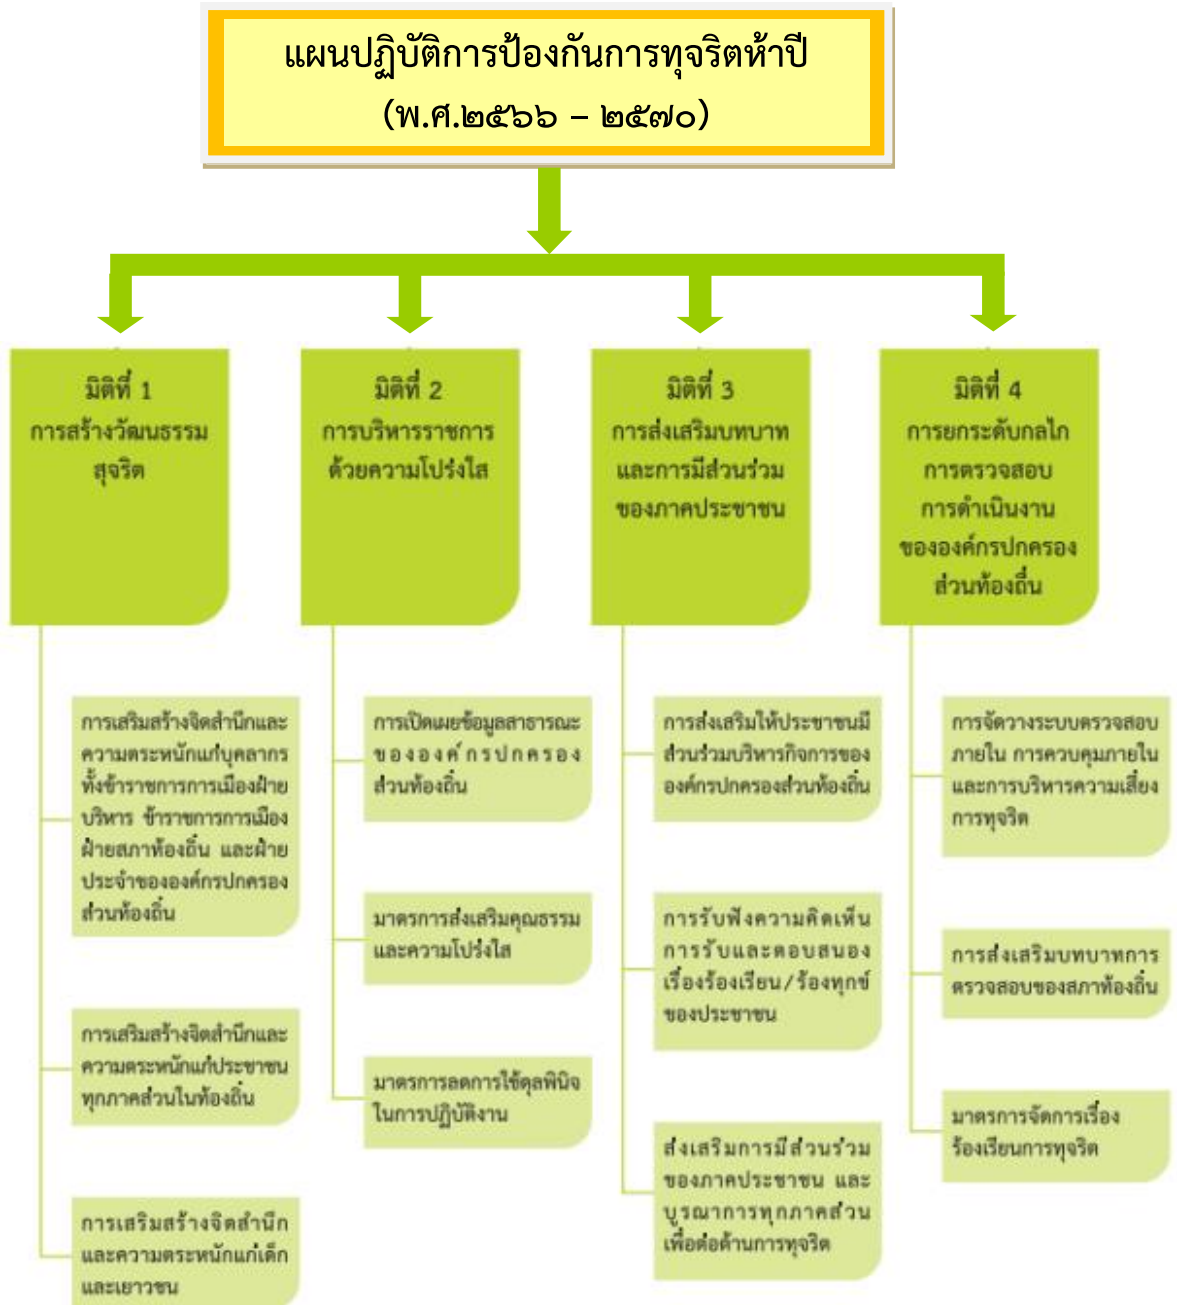 แผนปฏิบัติการป้องกันการทุจริตห้าปี
(พ.ศ.๒๕๖๖ – ๒๕๗๐)
มิติที่ 1
การสร้างวัฒนธรรม
สุจริต
การเสริมสร้างจิตสำนึกและ
ความตระหนักแก่บุคลากร
ทั้งข้าราชการการเมืองฝ่าย
บริหาร ข้าราชการการเมือง
ฝ่ายสภาท้องถิ่น และฝ่าย
ประจำขององค์กรปกครอง
ส่วนท้องถิ่น
การเสริมสร้างจิตสำนึกและ
ความตระหนักแก่ประชาชน
ทุกภาคส่วนในท้องถิ่น
การเสริมสร้างจิตสำนึก
และความตระหนักแก่เด็ก
และเยาวชน
มิติที่ 2
การบริหารราชการ
ด้วยความโปร่งใส
การเปิดเผยข้อมูลสาธารณะ
ขององค์กรปกครอง
ส่วนท้องถิ่น
มาตรการส่งเสริมคุณธรรม
และความโปร่งใส
มาตรการลดการใช้ดุลพินิจ
ในการปฏิบัติงาน
มิติที่ 3
การส่งเสริมบทบาท
และการมีส่วนร่วม
ของภาคประชาชน
การส่งเสริมให้ประชาชนมี
ส่วนร่วมบริหารกิจการของ
องค์กรปกครองส่วนท้องถิ่น
การรับฟังความคิดเห็น
การรับและตอบสนอง
เรื่องร้องเรียน/ร้องทุกข์
ของประชาชน
ส่งเสริมการมีส่วนร่วม
ของภาคประชาชน และ
บูรณาการทุกภาคส่วน
เพื่อต่อต้านการทุจริต
มิติที่ 4
การยกระดับกลไก
การตรวจสอบ
การดำเนินงาน
ขององค์กรปกครอง
ส่วนท้องถิ่น
การจัดวางระบบตรวจสอบ
ภายใน การควบคุมภายใน
และการบริหารความเสี่ยง
การทุจริต
การส่งเสริมบทบาทการ
ตรวจสอบของสภาท้องถิ่น
มาตรการจัดการเรื่อง
ร้องเรียนการทุจริต